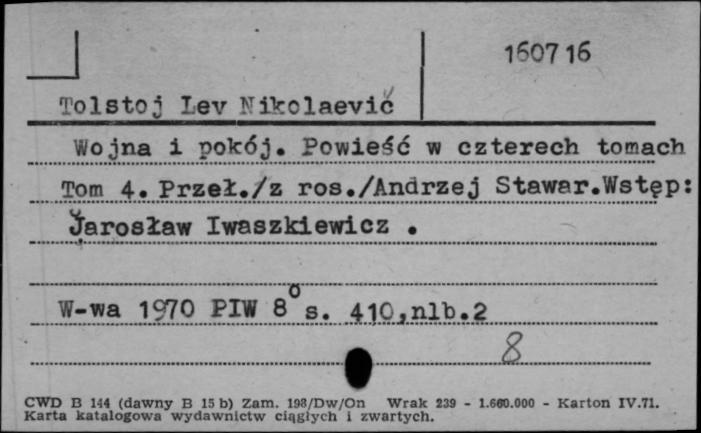 160716
Tolstoj Lev Nikolaevič
Wojna i pokój. Powieść w czterech tomach
Tom 4. Przeł./z ros./Andrzej Stawar.Wstęp:
Jarosław Iwaszkiewicz .
W-wa 1970 PIW 8° s. 410,nlb.2
8
CWD B 144 (dawny B 15 b) Zam. 198/Dw/On Wrak 239 - 1.660.000 - Karton IV.71.
Karta katalogowa wydawnictw ciągłych i zwartych.